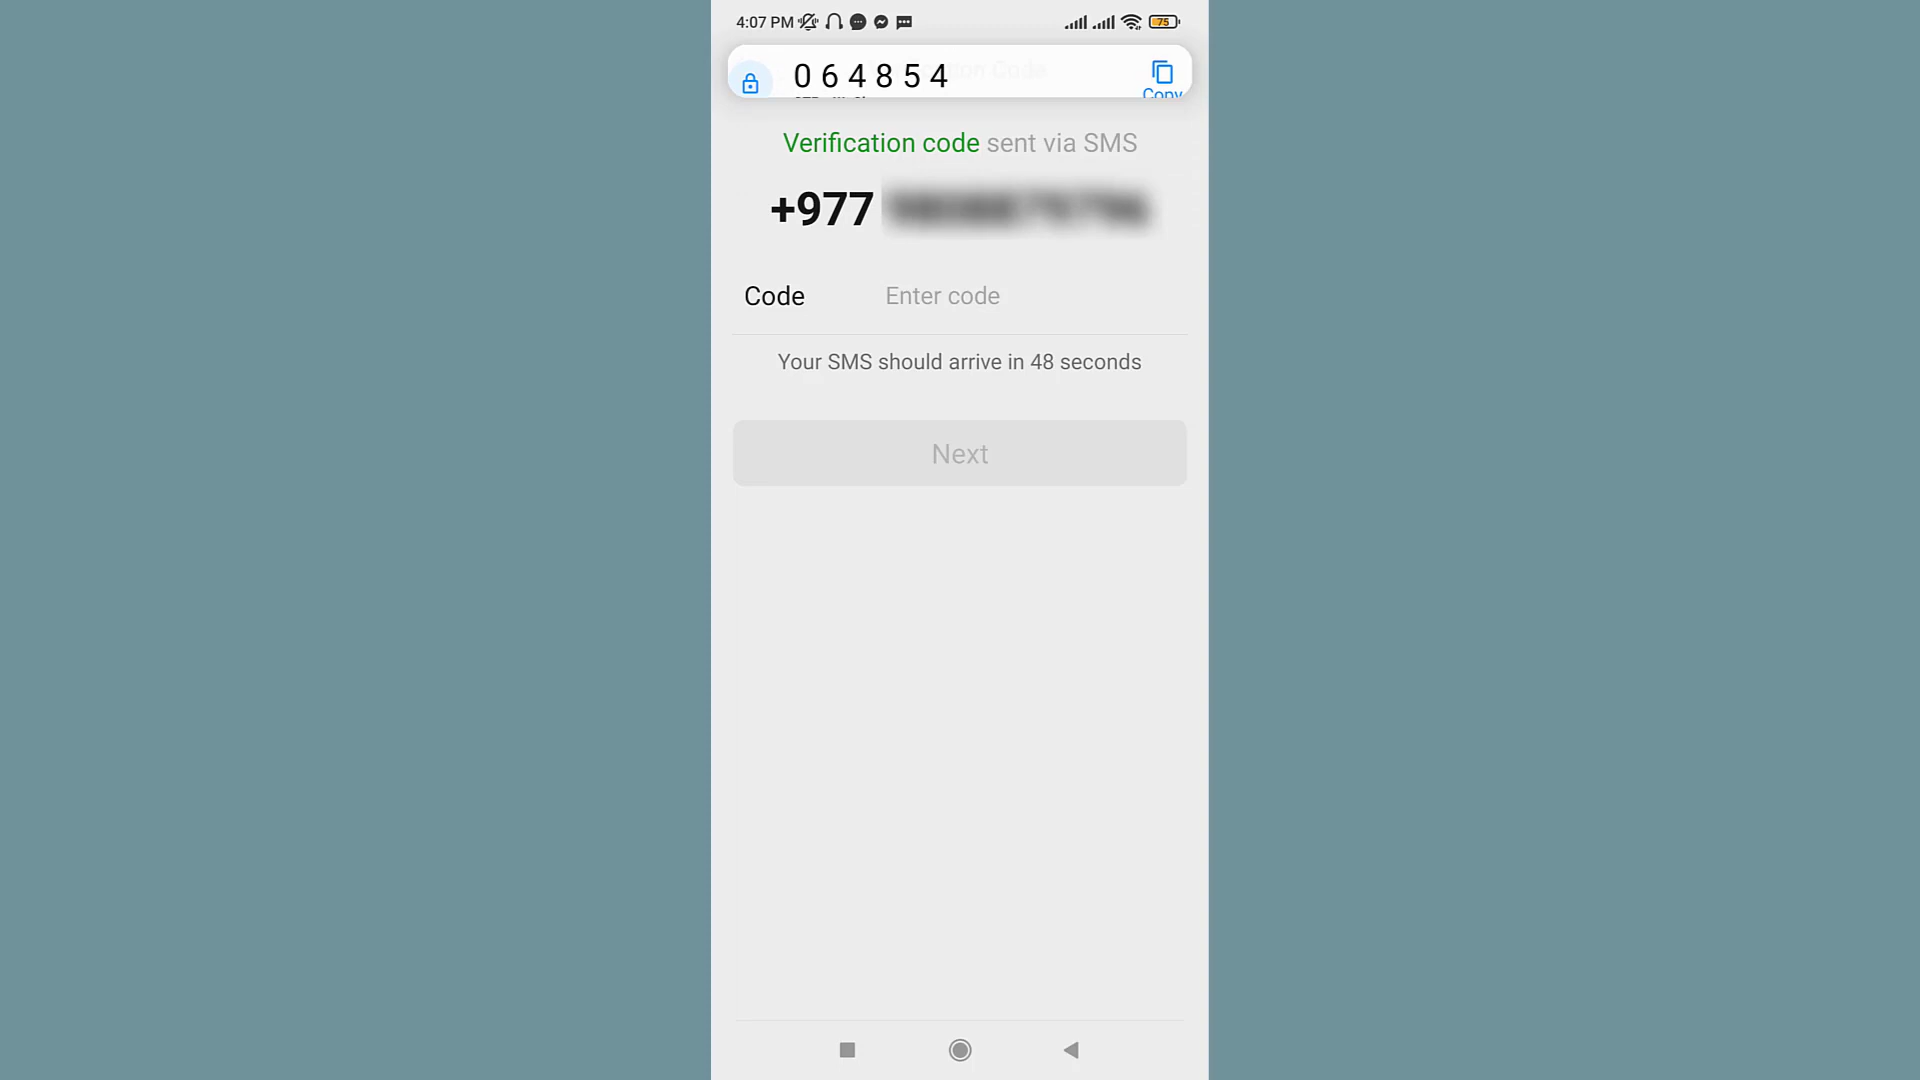 4:07 PM
75
0 6 4 8 5 4
Copy
Verification code sent via SMS
+977
Code Enter code
Your SMS should arrive in 48 seconds
Next